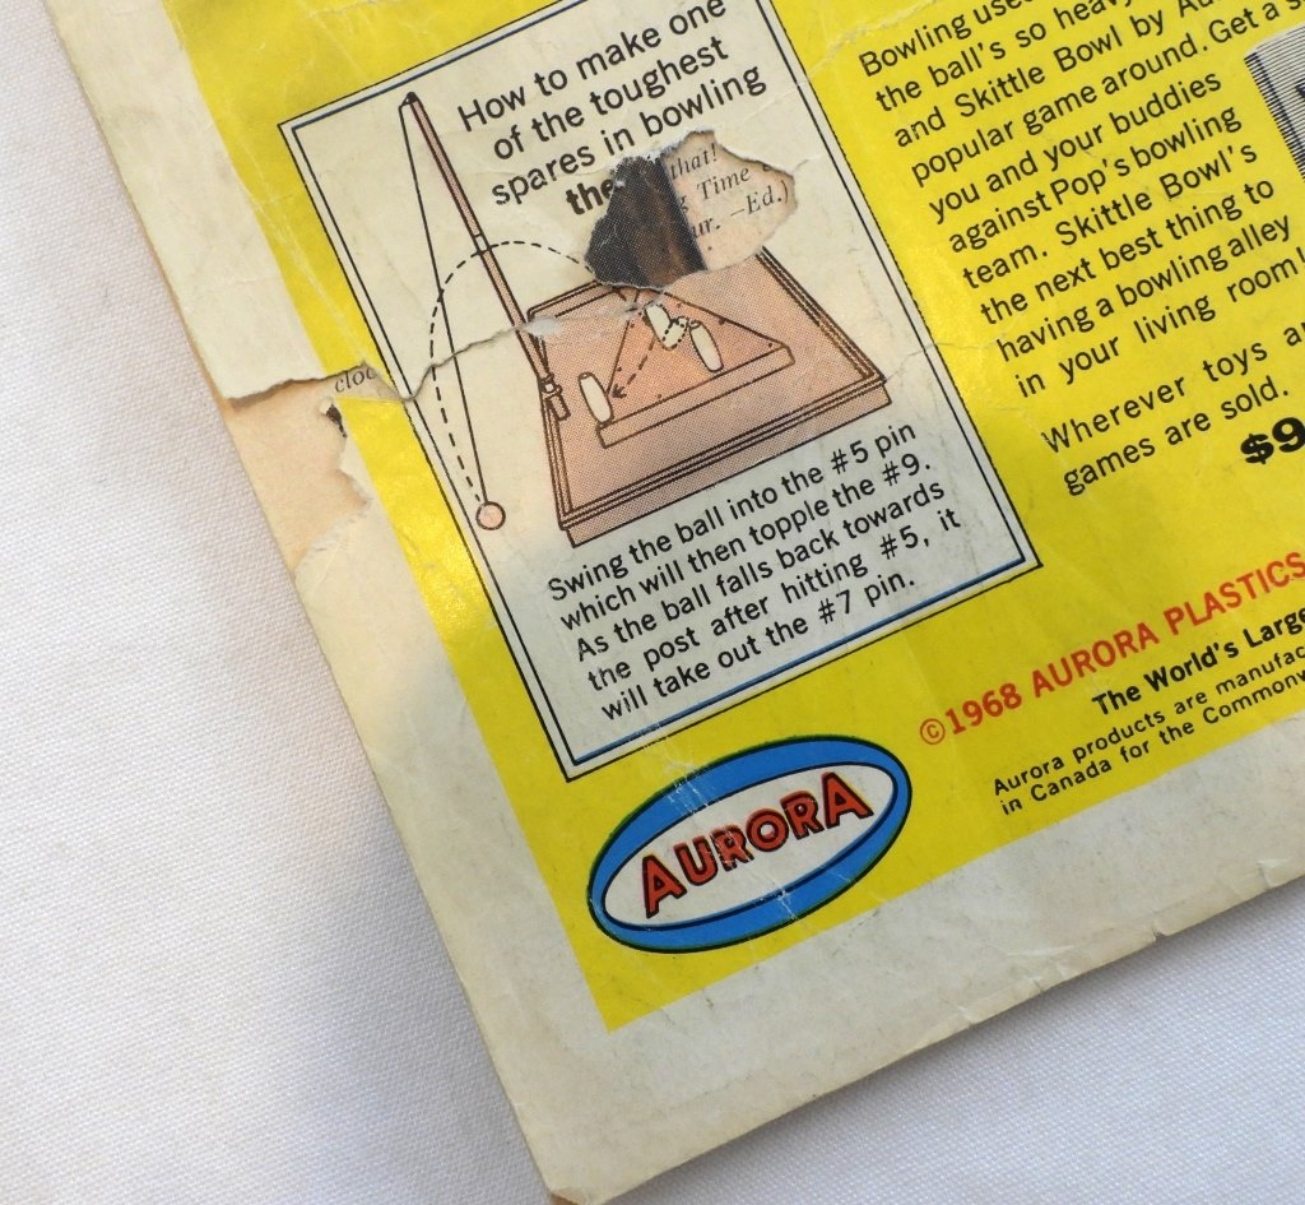 How to make one
of the toughest
spares in bowling
the
that!
Time
ur. —Ed.)
cloc
Swing the ball into the #5 pin
which will then topple the #9.
As the ball falls back towards
the post after hitting #5, it
will take out the #7 pin.
Bowling use
the ball's so heavy
and Skittle Bowl by Au
popular game around. Get a s
you and your buddies
against Pop's bowling
team. Skittle Bowl's
the next best thing to
having a bowling alley
in your living room!
Wherever toys a
games are sold.
$9
©1968 AURORA PLASTICS
The World's Large
Aurora products are manufac
in Canada for the Commonw
AURORA